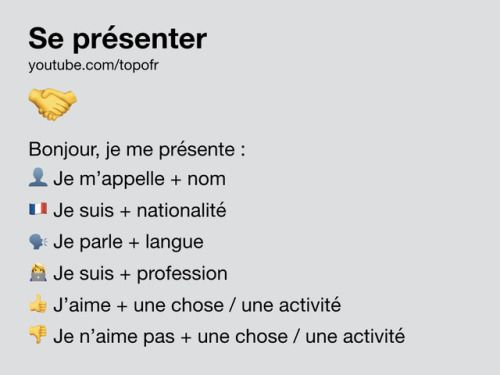 Se présenter
youtube.com/topofr
Bonjour, je me présente :
Je m’appelle + nom
Je suis + nationalité
Je parle + langue
Je suis + profession
J’aime + une chose / une activité
Je n’aime pas + une chose / une activité